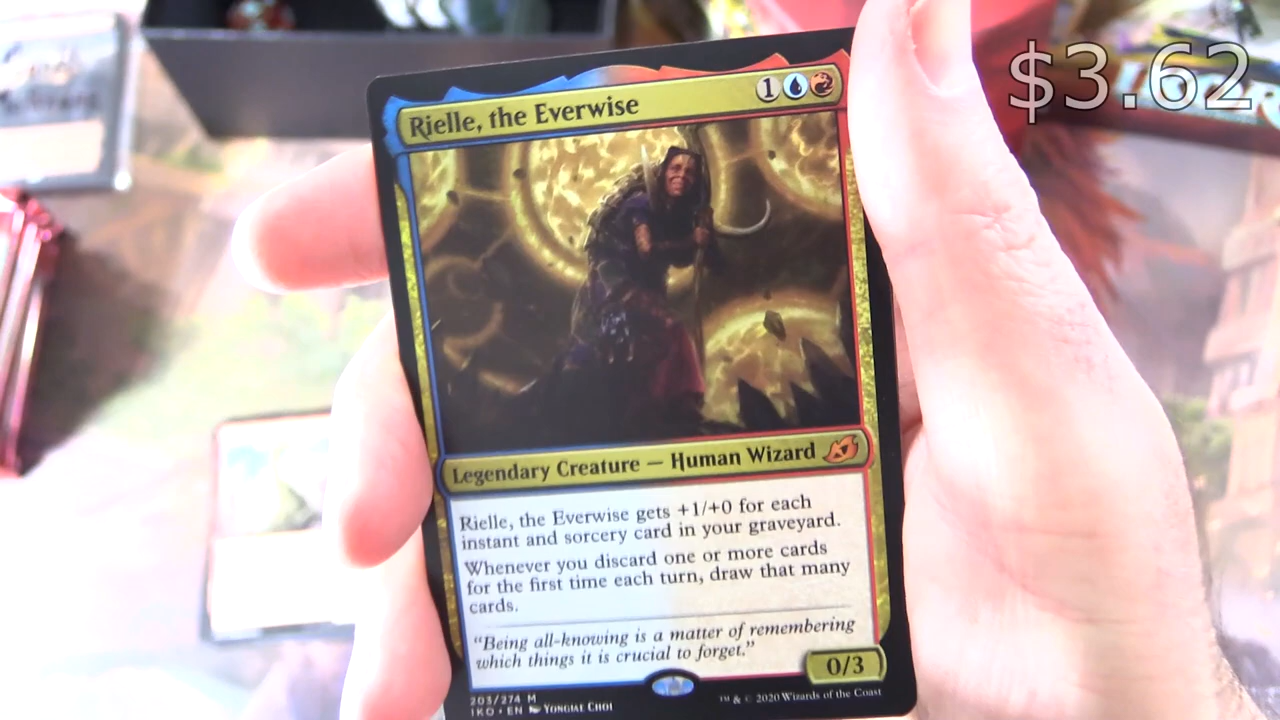 $3.62
Rielle, the Everwise
1
Legendary Creature — Human Wizard
Rielle, the Everwise gets +1/+0 for each
instant and sorcery card in your graveyard.
Whenever you discard one or more cards
for the first time each turn, draw that many
cards.
"Being all-knowing is a matter of remembering
which things it is crucial to forget."
0/3
203/274 M
IKO • EN Yongjae Choi
™ & © 2020 Wizards of the Coast